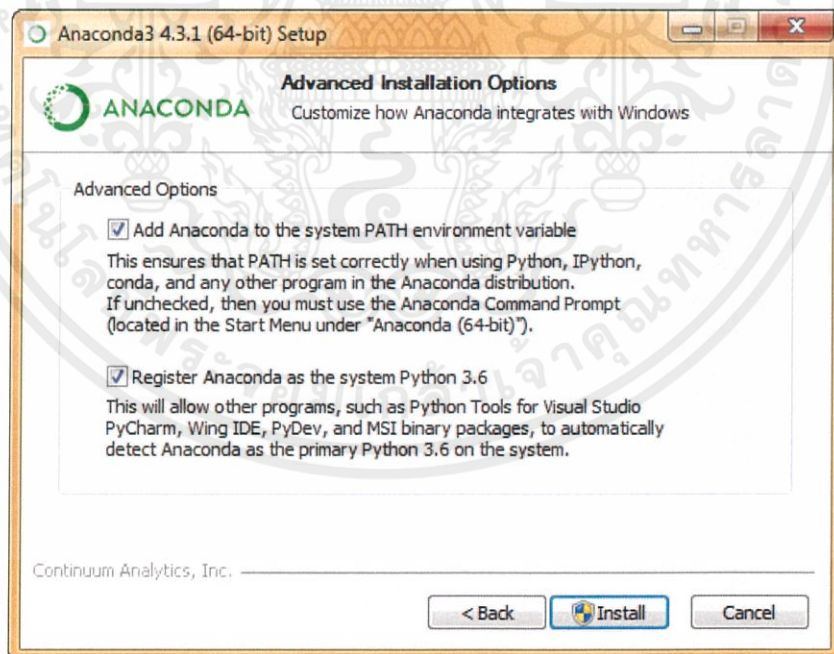 Anaconda3 4.3.1 (64-bit) Setup
ANACONDA
Advanced Installation Options
Customize how Anaconda integrates with Windows
Advanced Options
Add Anaconda to the system PATH environment variable
This ensures that PATH is set correctly when using Python, IPython,
conda, and any other program in the Anaconda distribution.
If unchecked, then you must use the Anaconda Command Prompt
(located in the Start Menu under "Anaconda (64-bit)").
Register Anaconda as the system Python 3.6
This will allow other programs, such as Python Tools for Visual Studio
PyCharm, Wing IDE, PyDev, and MSI binary packages, to automatically
detect Anaconda as the primary Python 3.6 on the system.
Continuum Analytics, Inc.
< Back
Install
Cancel